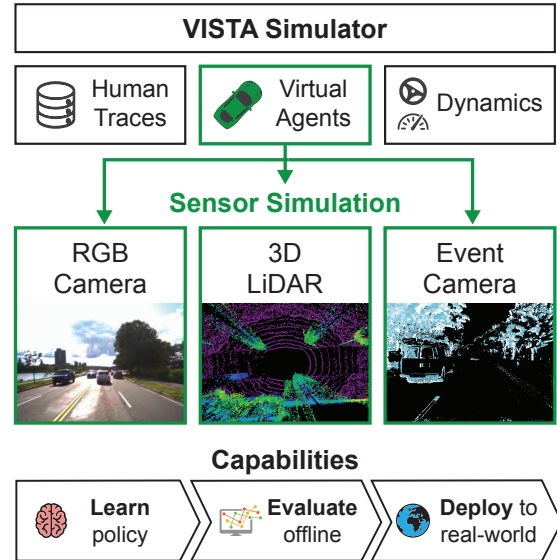 VISTA Simulator
Human
Traces
Virtual
Agents
Dynamics
Sensor Simulation
RGB
Camera
3D
LiDAR
Event
Camera
Capabilities
Learn
policy
Evaluate
offline
Deploy to
real-world